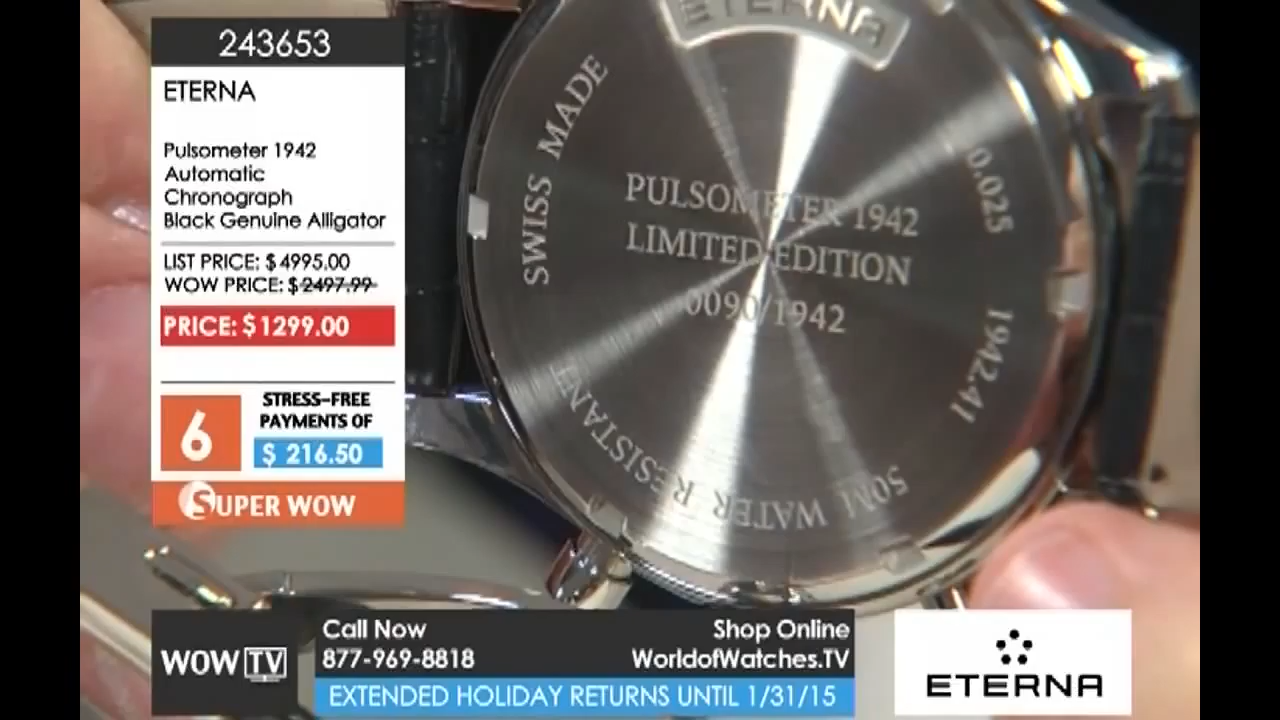 243653
ETERNA
Pulsometer 1942
Automatic
Chronograph
Black Genuine Alligator
LIST PRICE: $4995.00
WOW PRICE: $2497.99
PRICE: $1299.00
6
STRESS-FREE
PAYMENTS OF
$ 216.50
SUPER WOW
ETERNA
SWISS MADE
PULSOMETER 1942
LIMITED EDITION
0090/1942
0.025
1942.41
50M WATER RESISTANT
WOW TV
Call Now
877-969-8818
Shop Online
WorldofWatches.TV
EXTENDED HOLIDAY RETURNS UNTIL 1/31/15
ETERNA